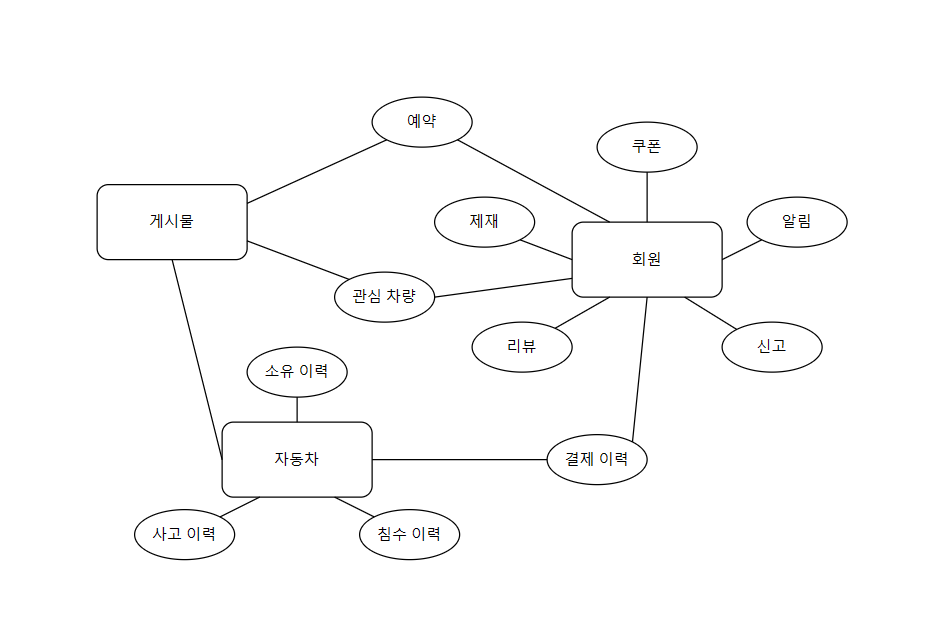 예약
쿠폰
게시물
제재
알림
회원
관심 차량
리뷰
신고
소유 이력
자동차
결제 이력
사고 이력
침수 이력